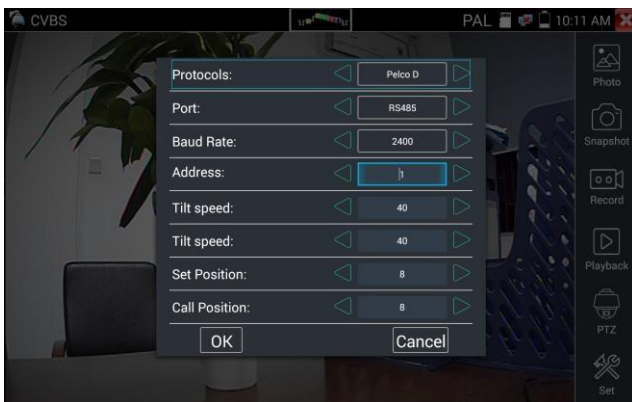 CVBS PAL 10:11 AM
Protocols: Pelco D
Port: RS485
Baud Rate: 2400
Address: 1
Tilt speed: 40
Tilt speed: 40
Set Position: 8
Call Position: 8
OK Cancel
Photo
Snapshot
Record
Playback
PTZ
Set